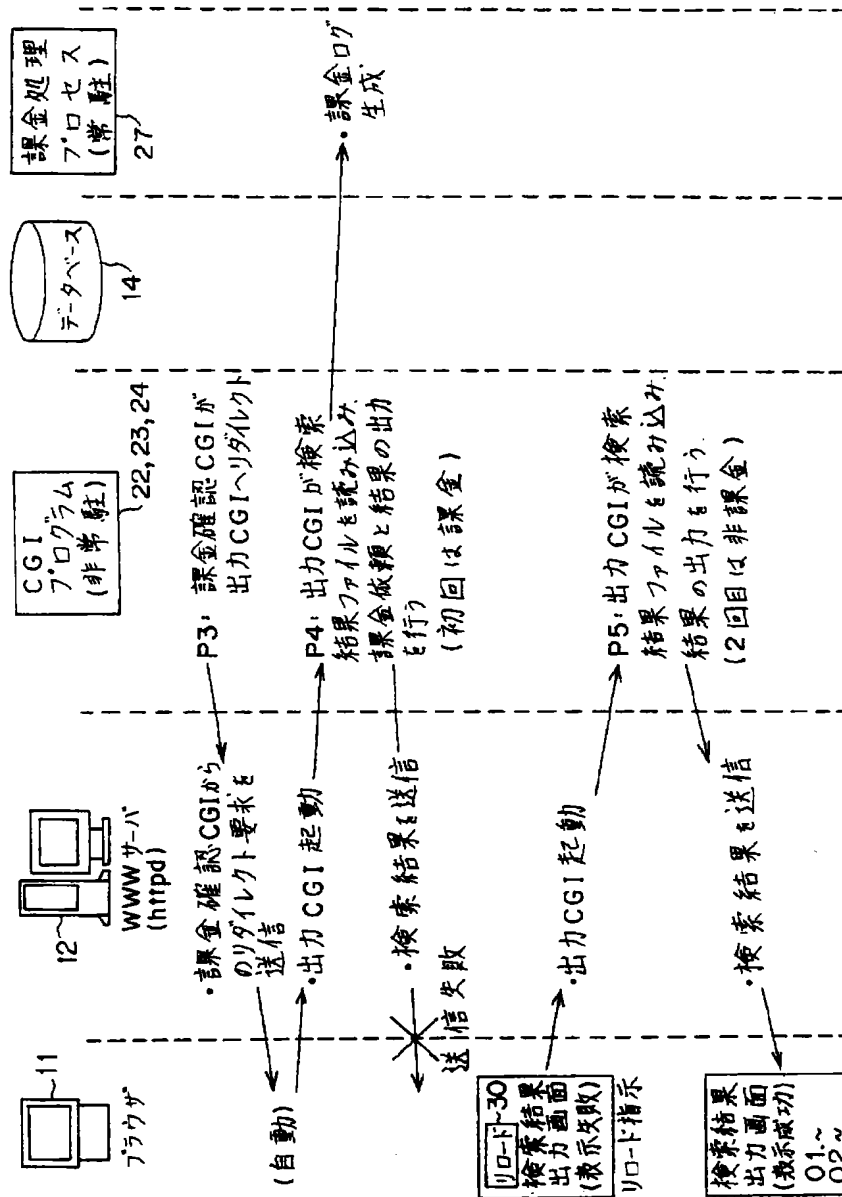 11
ブラウザ
12
WWWサーバ
(httpd)
CGI
プログラム
(非常駐)
22,23,24
データベース
14
課金処理
プロセス
(常駐)
27
P3: 課金確認CGIが
出力CGIへリダイレクト
・課金確認CGIから
のリダイレクト要求を
送信
(自動)
・出力CGI起動
P4: 出力CGIが検索
結果ファイルを読み込み、
課金依頼と結果の出力
を行う
(初回は課金)
・課金ログ
生成
・検索結果を送信
送信失敗
リロード~30
検索結果
出力画面
(表示失敗)
リロード指示
・出力CGI起動
P5: 出力CGIが検索
結果ファイルを読み込み、
結果の出力を行う.
(2回目は非課金)
・検索結果を送信
検索結果
出力画面
(表示成功)
01.~
02.~